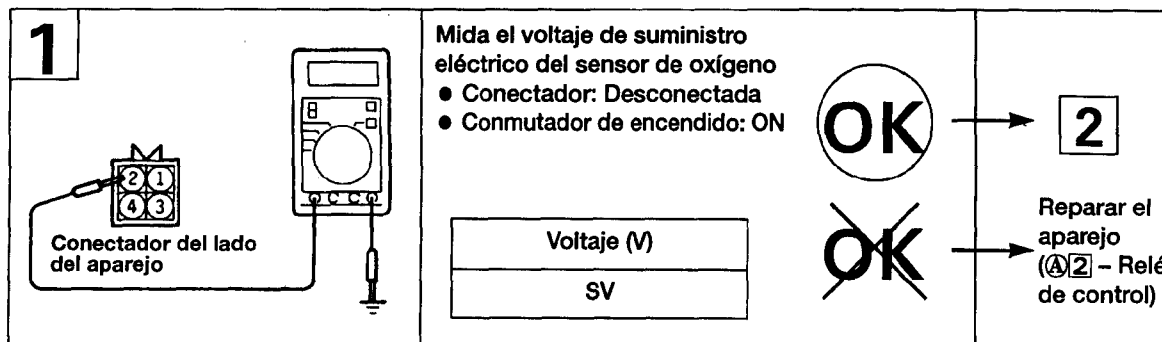 1
2 1
4 3
Conectador del lado
del aparejo
Mida el voltaje de suministro
eléctrico del sensor de oxígeno
● Conectador: Desconectada
● Conmutador de encendido: ON
Voltaje (V)
SV
OK
2
OK
Reparar el
aparejo
(Ⓐ2 – Relé
de control)